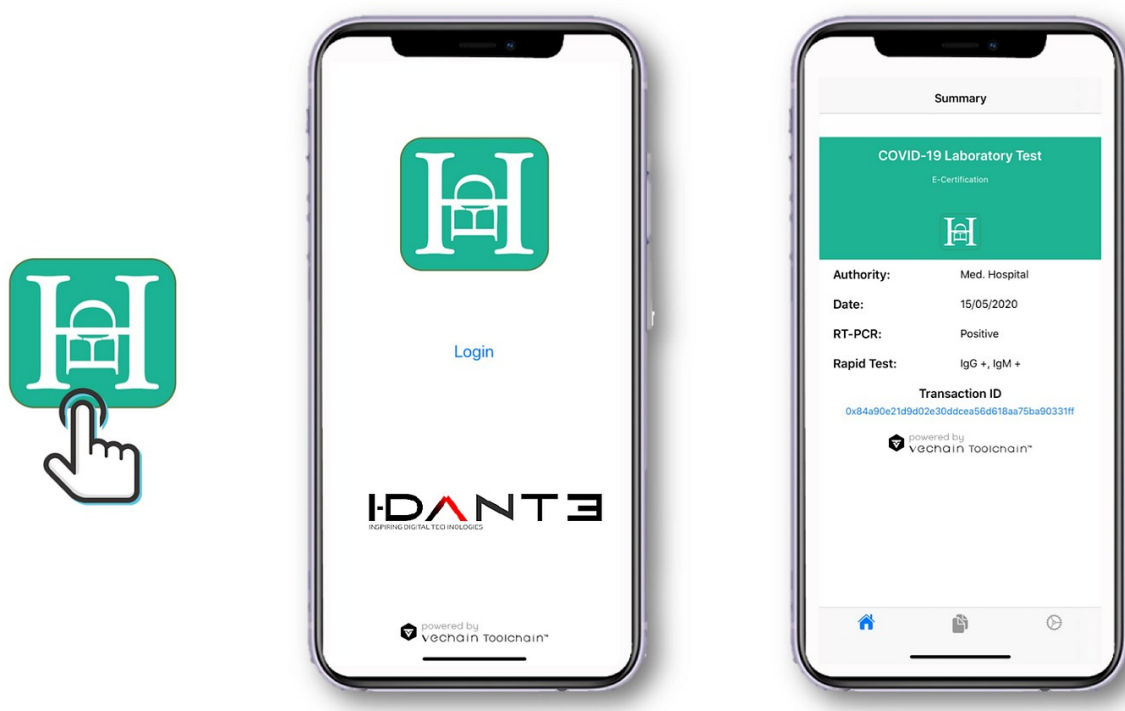 H
H
Login
I-DANTE
INSPIRING DIGITAL TECHNOLOGIES
powered by
vechain Toolchain™
Summary
COVID-19 Laboratory Test
E-Certification
H
Authority: Med. Hospital
Date: 15/05/2020
RT-PCR: Positive
Rapid Test: IgG +, IgM +
Transaction ID
0x84a90e21d9d02e30ddcea56d618aa75ba90331ff
powered by
vechain Toolchain™